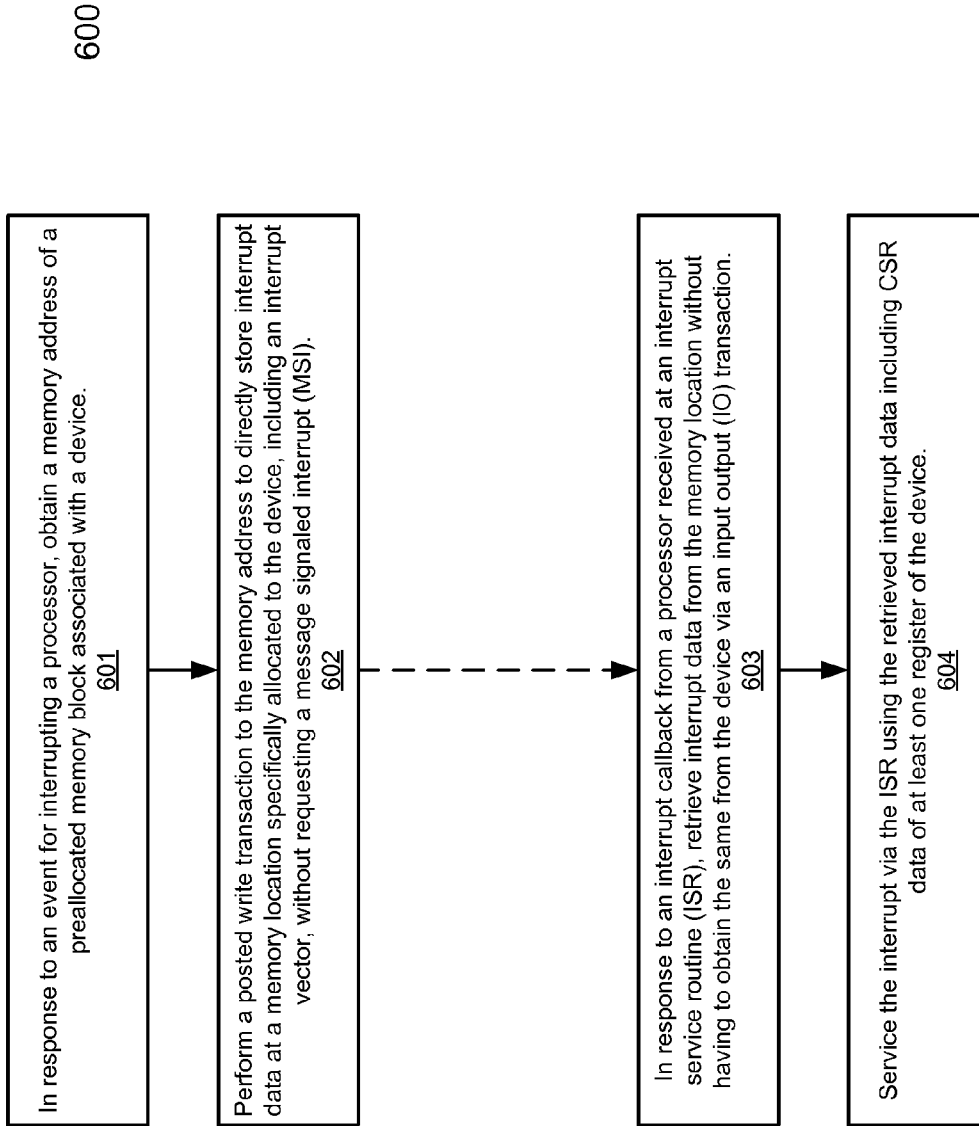 600
In response to an event for interrupting a processor, obtain a memory address of a
preallocated memory block associated with a device.
601
Perform a posted write transaction to the memory address to directly store interrupt
data at a memory location specifically allocated to the device, including an interrupt
vector, without requesting a message signaled interrupt (MSI).
602
In response to an interrupt callback from a processor received at an interrupt
service routine (ISR), retrieve interrupt data from the memory location without
having to obtain the same from the device via an input output (IO) transaction.
603
Service the interrupt via the ISR using the retrieved interrupt data including CSR
data of at least one register of the device.
604